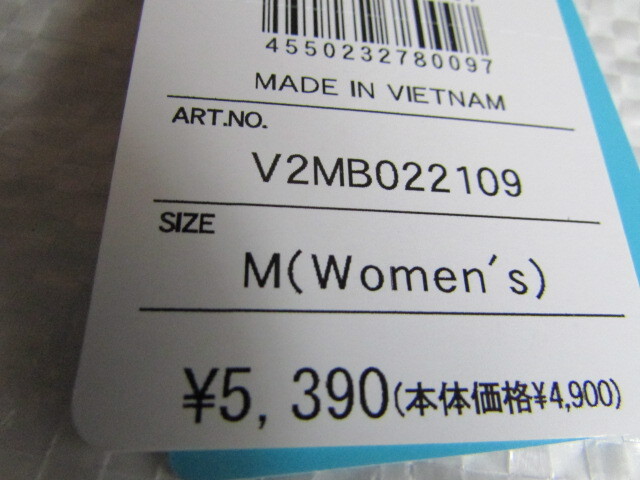 4550232780097
MADE IN VIETNAM
ART.NO.
V2MB022109
SIZE
M(Women's)
¥5,390(本体価格¥4,900)